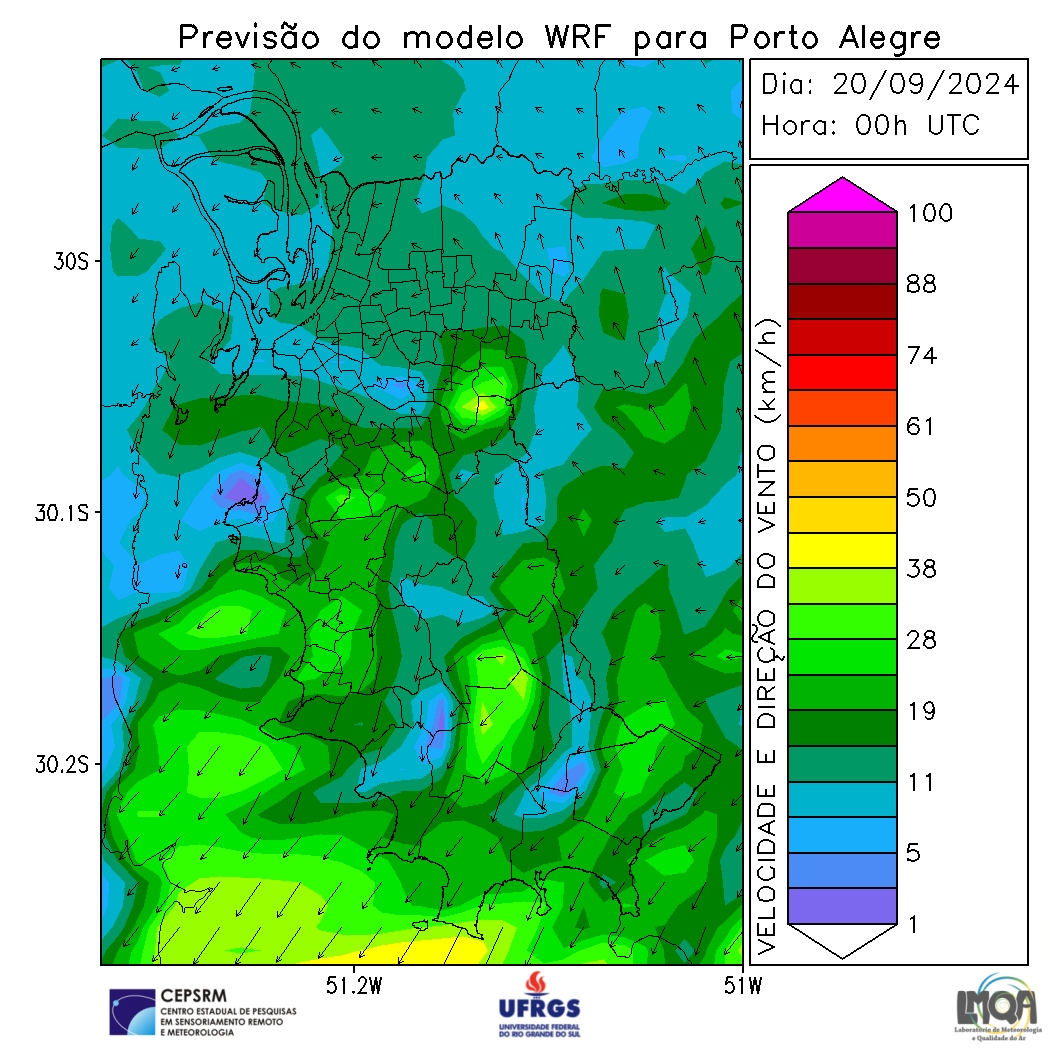 Previsão do modelo WRF para Porto Alegre
Dia: 20/09/2024
Hora: 00h UTC
30S
30.1S
30.2S
51.2W
51W
VELOCIDADE E DIREÇÃO DO VENTO (km/h)
100
88
74
61
50
38
28
19
11
5
1
CEPSRM
CENTRO ESTADUAL DE PESQUISAS
EM SENSORIAMENTO REMOTO
E METEOROLOGIA
UFRGS
UNIVERSIDADE FEDERAL
DO RIO GRANDE DO SUL
LMQA
Laboratório de Meteorologia
e Qualidade do Ar